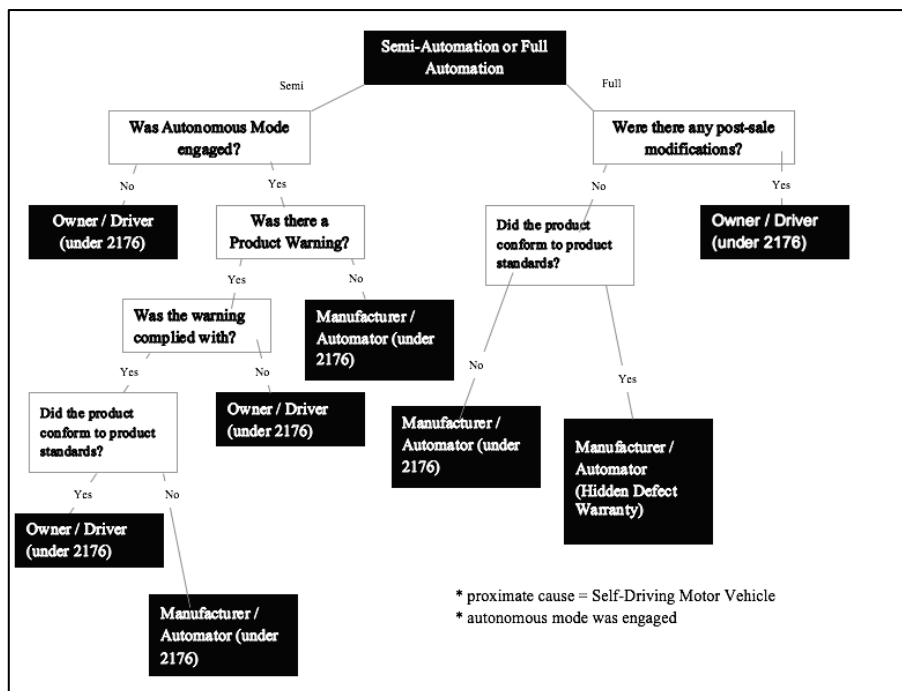 Semi-Automation or Full
Automation
Semi
Full
Was Autonomous Mode
engaged?
Were there any post-sale
modifications?
No
Yes
No
Yes
Owner / Driver
(under 2176)
Was there a
Product Warning?
Did the product
conform to product
standards?
Owner / Driver
(under 2176)
Yes
No
Was the warning
complied with?
Manufacturer /
Automator (under
2176)
Yes
No
No
Yes
Did the product
conform to product
standards?
Owner / Driver
(under 2176)
Manufacturer /
Automator (under
2176)
Manufacturer /
Automator
(Hidden Defect
Warranty)
Yes
No
Owner / Driver
(under 2176)
Manufacturer /
Automator (under
2176)
* proximate cause = Self-Driving Motor Vehicle
* autonomous mode was engaged